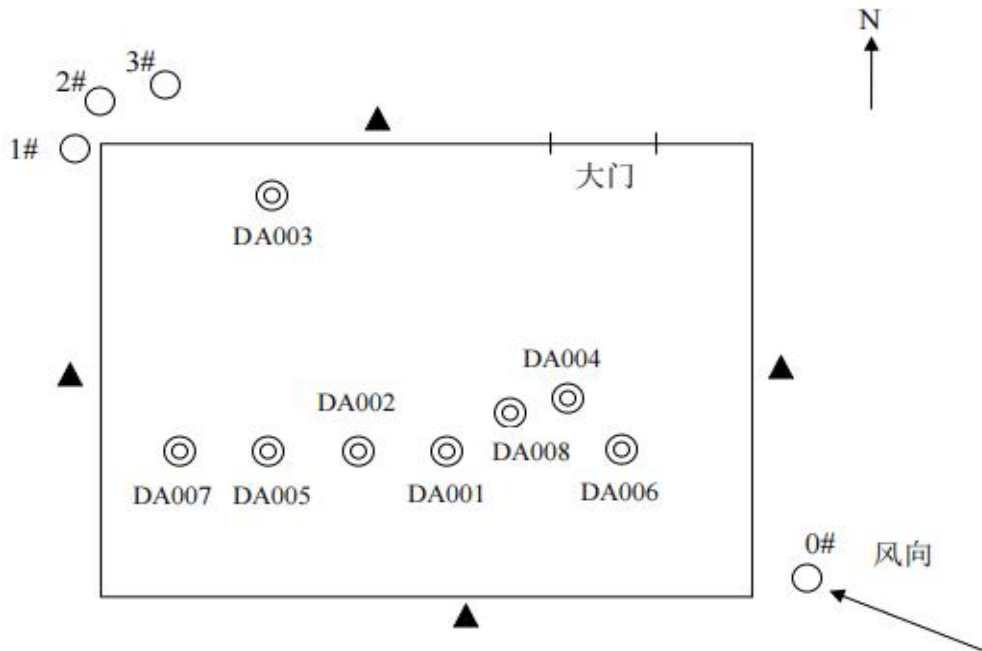 N
3#
2#
1#
大门
DA003
DA004
DA002
DA008
DA007
DA005
DA001
DA006
0#
风向